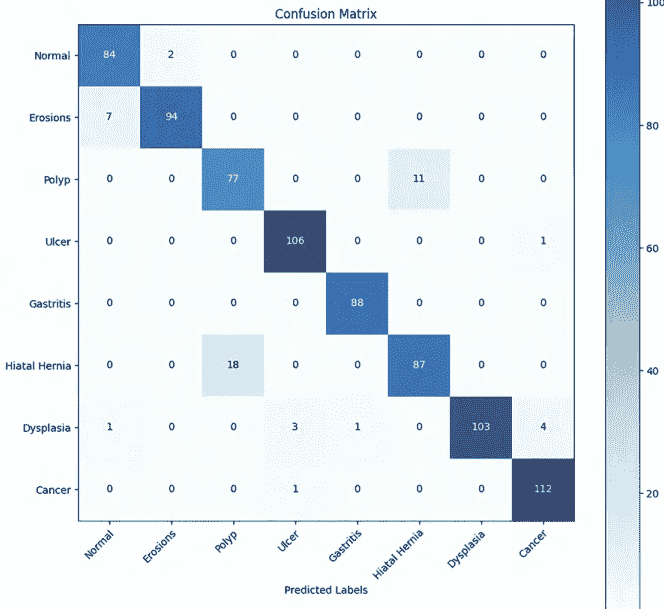 Confusion Matrix
Normal 84 2 0 0 0 0 0 0
Erosions 7 94 0 0 0 0 0 0
Polyp 0 0 77 0 0 11 0 0
Ulcer 0 0 0 106 0 0 0 1
Gastritis 0 0 0 0 88 0 0 0
Hiatal Hernia 0 0 18 0 0 87 0 0
Dysplasia 1 0 0 3 1 0 103 4
Cancer 0 0 0 1 0 0 0 112
Normal Erosions Polyp Ulcer Gastritis Hiatal Hernia Dysplasia Cancer
Predicted Labels
100
80
60
40
20